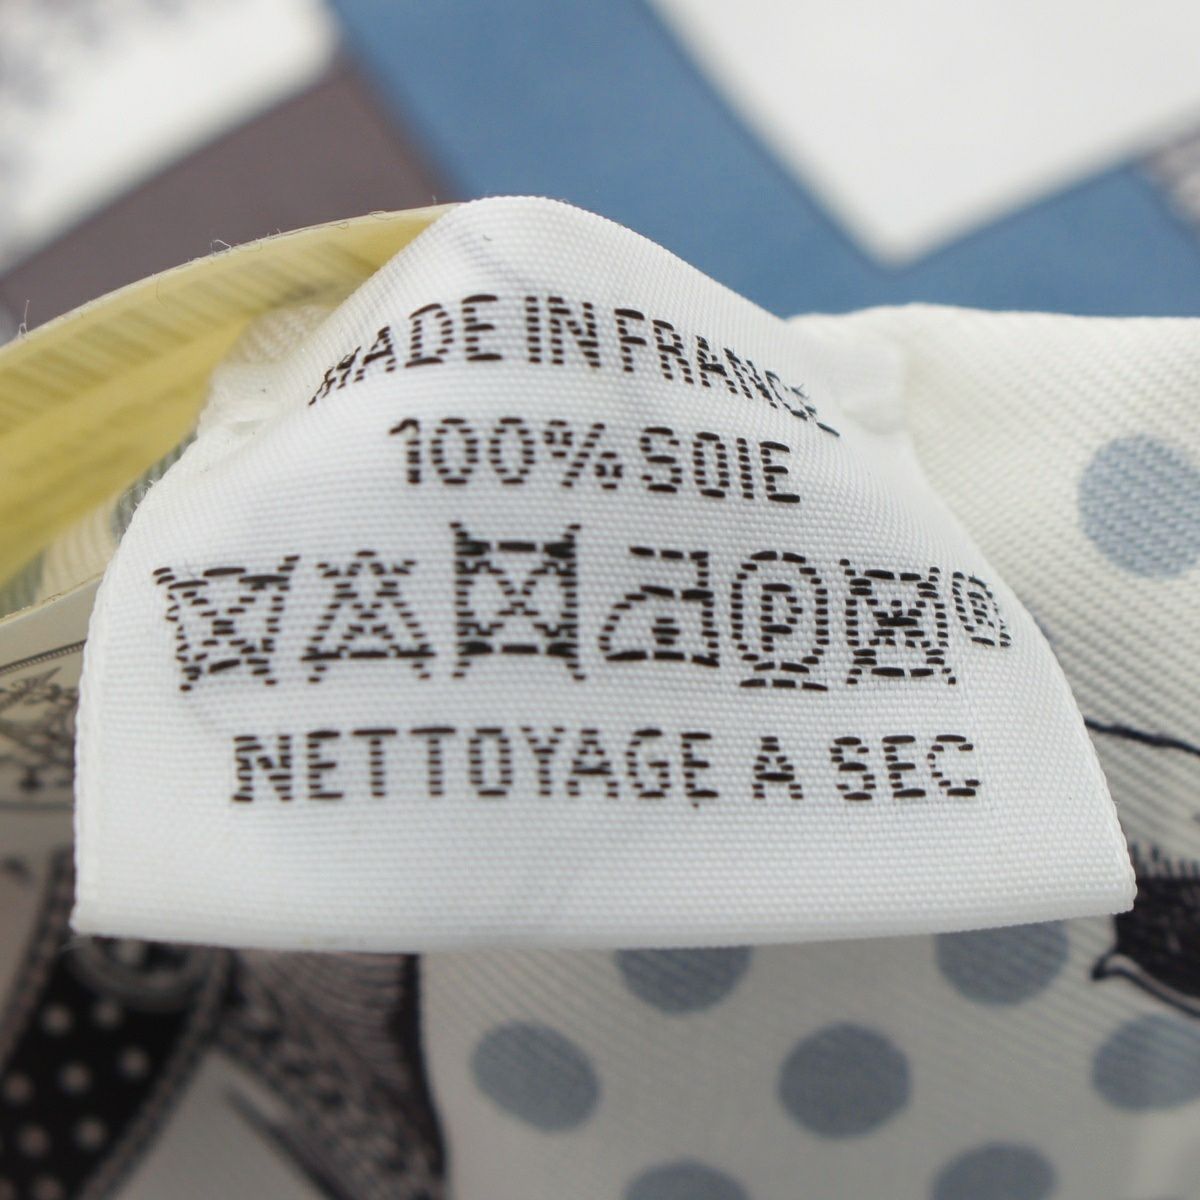 MADE IN FRANCE
100% SOIE
P ®
NETTOYAGE A SEC